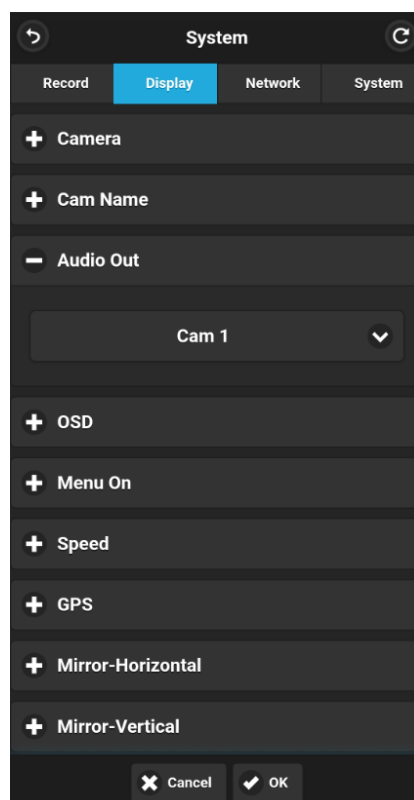 System
Record Display Network System
Camera
Cam Name
Audio Out
Cam 1
OSD
Menu On
Speed
GPS
Mirror-Horizontal
Mirror-Vertical
Cancel OK